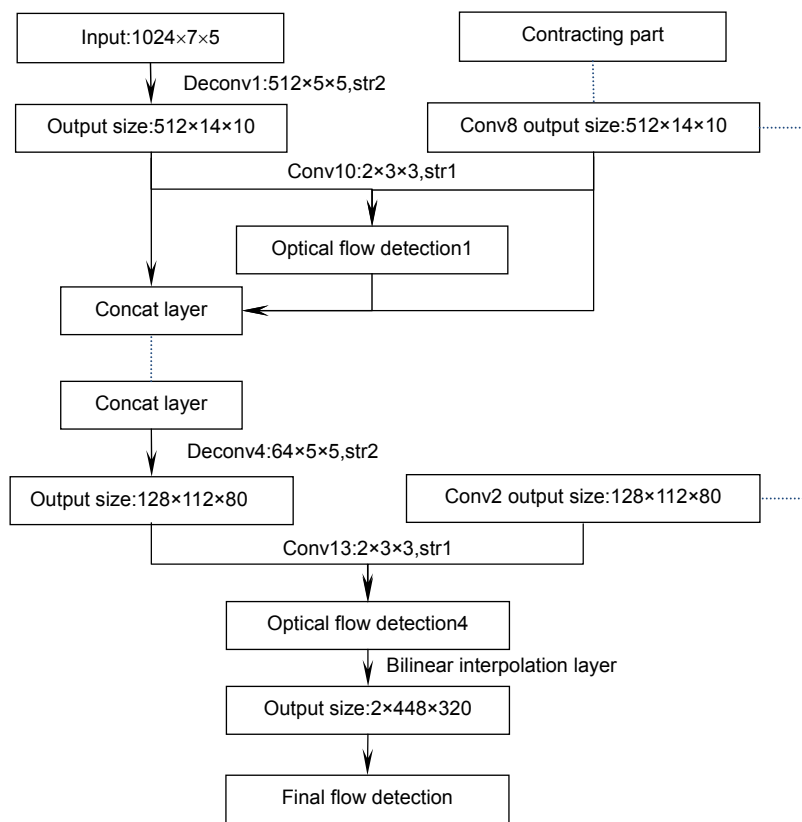 Input:1024×7×5
Contracting part
Deconv1:512×5×5,str2
Output size:512×14×10
Conv8 output size:512×14×10
Conv10:2×3×3,str1
Optical flow detection1
Concat layer
Concat layer
Deconv4:64×5×5,str2
Output size:128×112×80
Conv2 output size:128×112×80
Conv13:2×3×3,str1
Optical flow detection4
Bilinear interpolation layer
Output size:2×448×320
Final flow detection